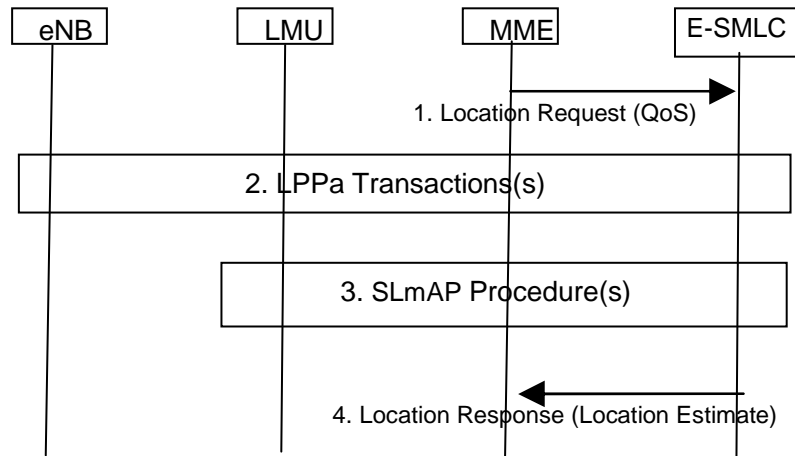 eNB
LMU
MME
E-SMLC
1. Location Request (QoS)
2. LPPa Transactions(s)
3. SLmAP Procedure(s)
4. Location Response (Location Estimate)